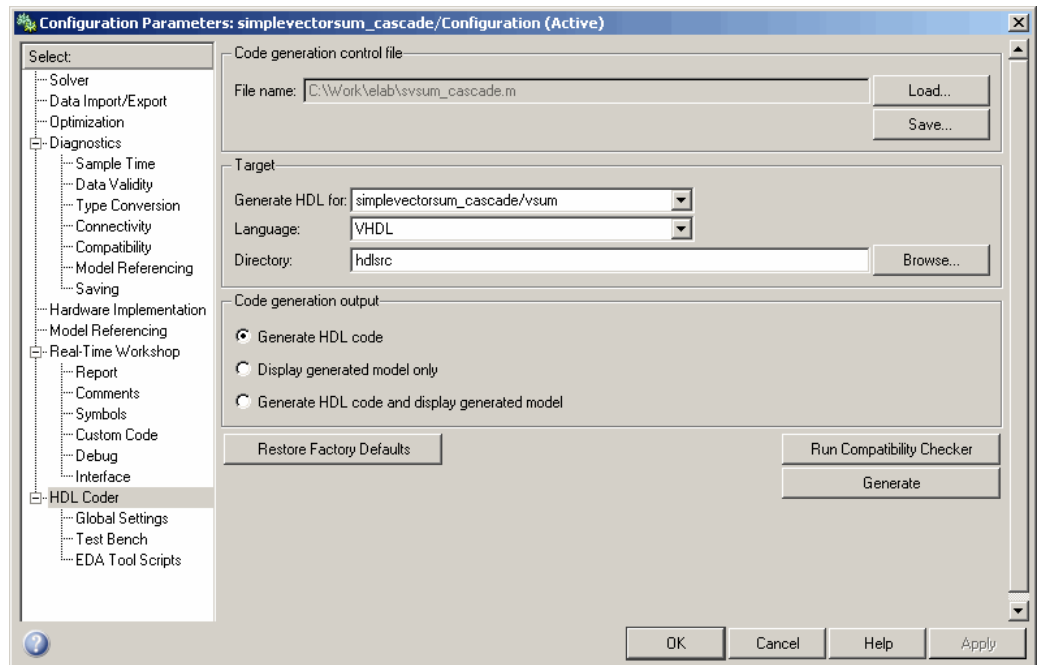 Configuration Parameters: simplevectorsum_cascade/Configuration (Active)
Select:
Solver
Data Import/Export
Optimization
Diagnostics
Sample Time
Data Validity
Type Conversion
Connectivity
Compatibility
Model Referencing
Saving
Hardware Implementation
Model Referencing
Real-Time Workshop
Report
Comments
Symbols
Custom Code
Debug
Interface
HDL Coder
Global Settings
Test Bench
EDA Tool Scripts
Code generation control file
File name: C:\Work\elab\svsum_cascade.m
Load...
Save...
Target
Generate HDL for: simplevectorsum_cascade/vsum
Language: VHDL
Directory: hdlsrc
Browse...
Code generation output
Generate HDL code
Display generated model only
Generate HDL code and display generated model
Restore Factory Defaults
Run Compatibility Checker
Generate
OK
Cancel
Help
Apply